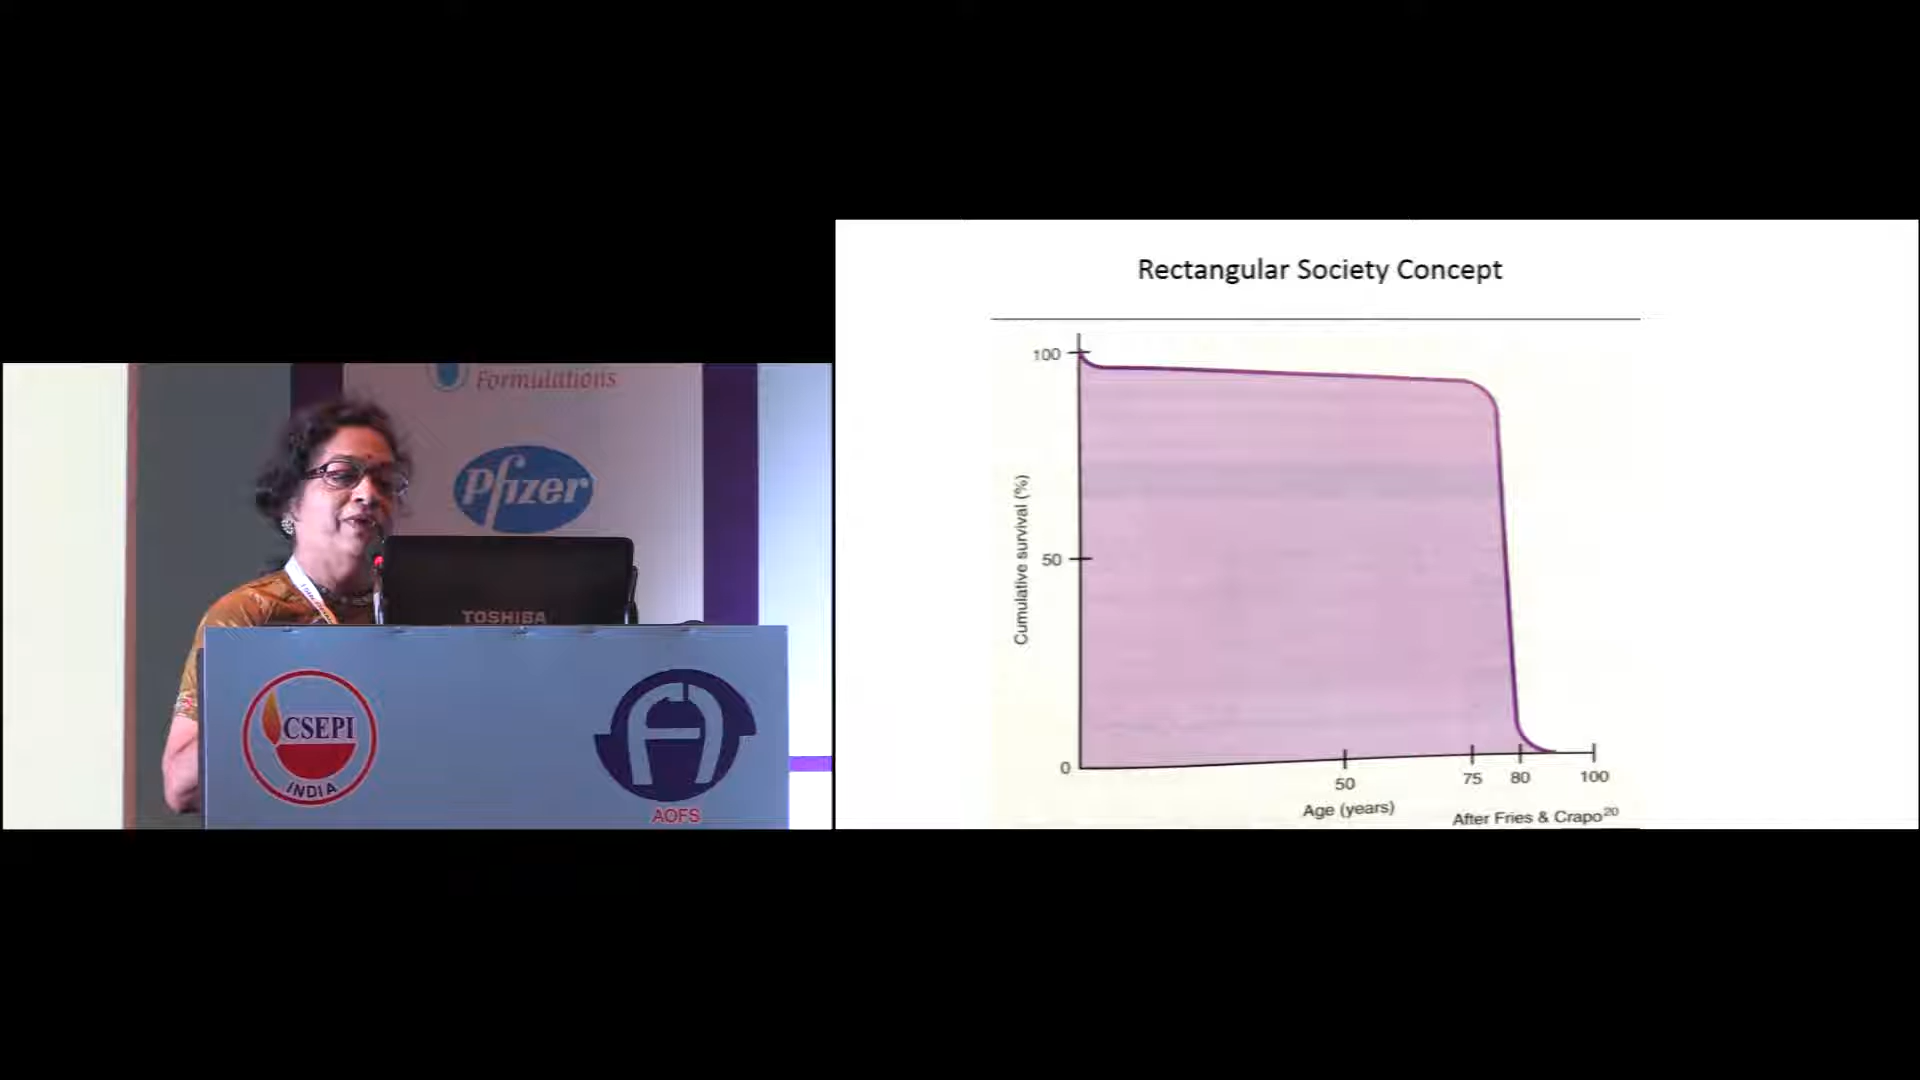 Formulations
Pfizer
TOSHIBA
CSEPI
INDIA
AOFS
Rectangular Society Concept
100
50
0
Cumulative survival (%)
50
75
80
100
Age (years)
After Fries & Crapo20